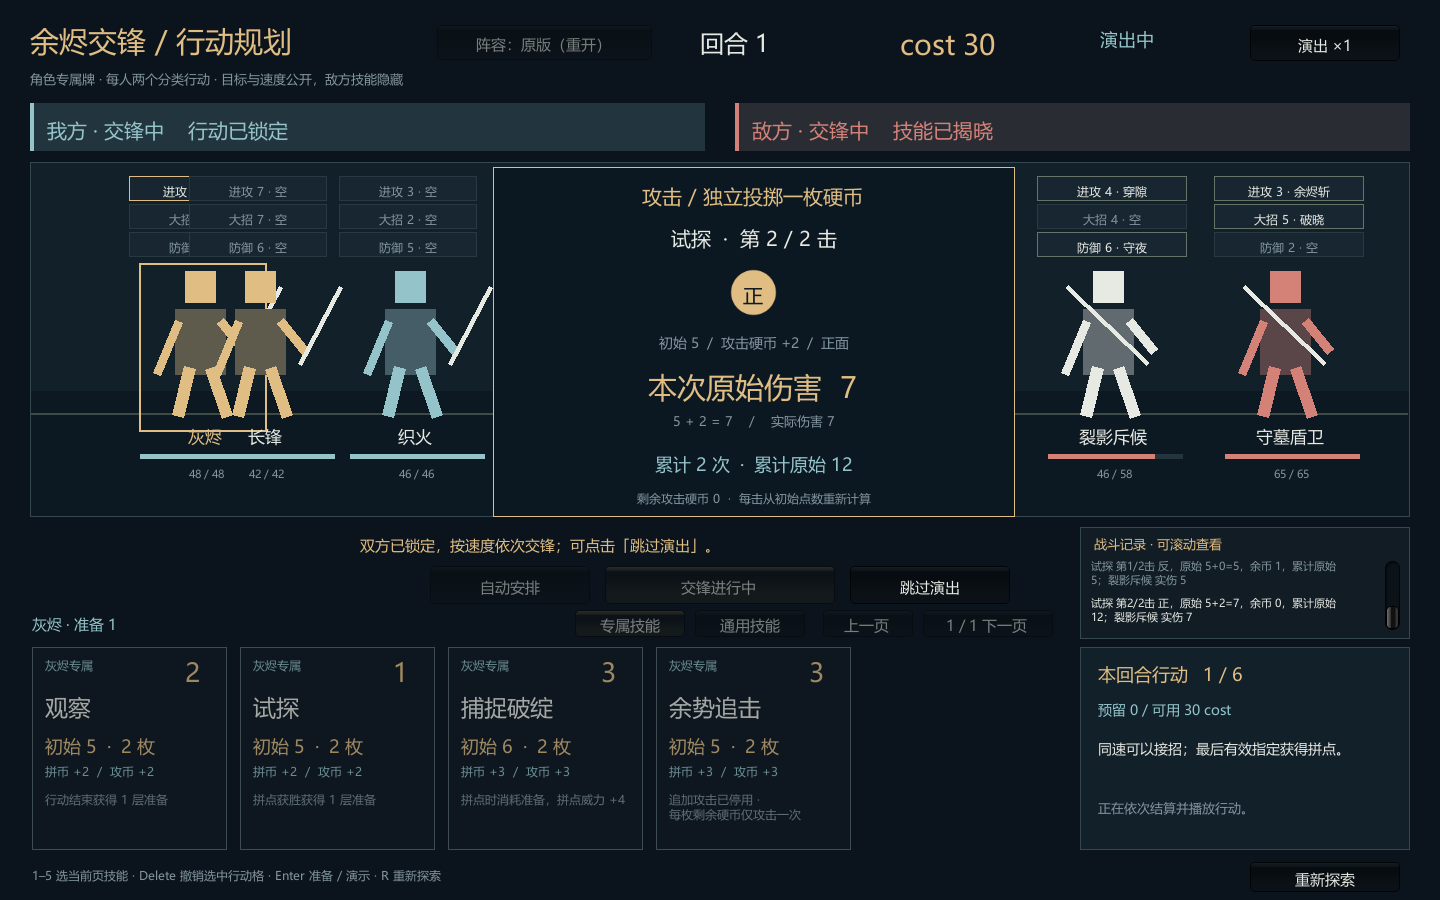 余烬交锋 / 行动规划
阵容：原版（重开）
回合 1
cost 30
演出中
演出 ×1
角色专属牌 · 每人两个分类行动 · 目标与速度公开，敌方技能隐藏
我方 · 交锋中 行动已锁定
敌方 · 交锋中 技能已揭晓
进攻
进攻 7 · 空
进攻 3 · 空
大招
大招 7 · 空
大招 2 · 空
防御
防御 6 · 空
防御 5 · 空
攻击 / 独立投掷一枚硬币
试探 · 第 2 / 2 击
正
初始 5 / 攻击硬币 +2 / 正面
本次原始伤害 7
5 + 2 = 7 / 实际伤害 7
累计 2 次 · 累计原始 12
剩余攻击硬币 0 · 每击从初始点数重新计算
进攻 4 · 穿隙
进攻 3 · 余烬斩
大招 4 · 空
大招 5 · 破晓
防御 6 · 守夜
防御 2 · 空
灰烬
长锋
织火
裂影斥候
守墓盾卫
48 / 48
42 / 42
46 / 46
46 / 58
65 / 65
双方已锁定，按速度依次交锋；可点击「跳过演出」。
自动安排
交锋进行中
跳过演出
战斗记录 · 可滚动查看
试探 第1/2击 反，原始 5+0=5，余币 1，累计原始
5；裂影斥候 实伤 5
试探 第2/2击 正，原始 5+2=7，余币 0，累计原始
12；裂影斥候 实伤 7
灰烬 · 准备 1
专属技能
通用技能
上一页
1 / 1 下一页
灰烬专属
2
观察
初始 5 · 2 枚
拼币 +2 / 攻币 +2
行动结束获得 1 层准备
灰烬专属
1
试探
初始 5 · 2 枚
拼币 +2 / 攻币 +2
拼点获胜获得 1 层准备
灰烬专属
3
捕捉破绽
初始 6 · 2 枚
拼币 +3 / 攻币 +3
拼点时消耗准备，拼点威力 +4
灰烬专属
3
余势追击
初始 5 · 2 枚
拼币 +3 / 攻币 +3
追加攻击已停用 ·
每枚剩余硬币仅攻击一次
本回合行动 1 / 6
预留 0 / 可用 30 cost
同速可以接招；最后有效指定获得拼点。
正在依次结算并播放行动。
1–5 选当前页技能 · Delete 撤销选中行动格 · Enter 准备 / 演示 · R 重新探索
重新探索